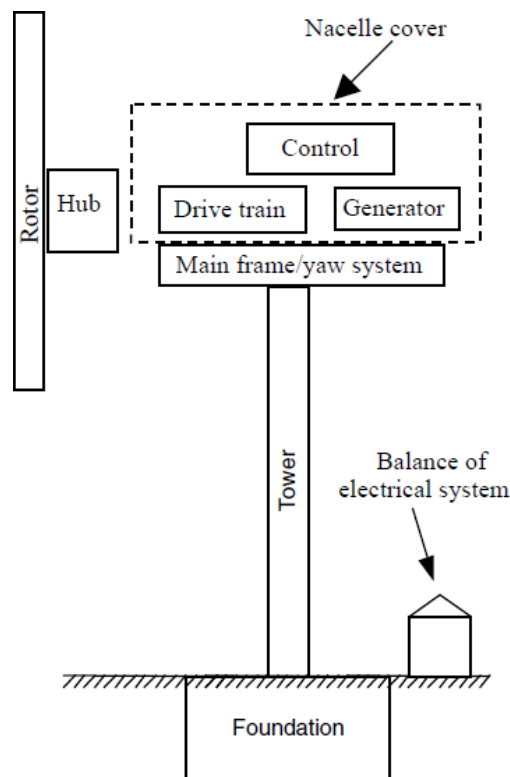 Nacelle cover
Control
Rotor
Hub
Drive train
Generator
Main frame/yaw system
Tower
Balance of
electrical system
Foundation